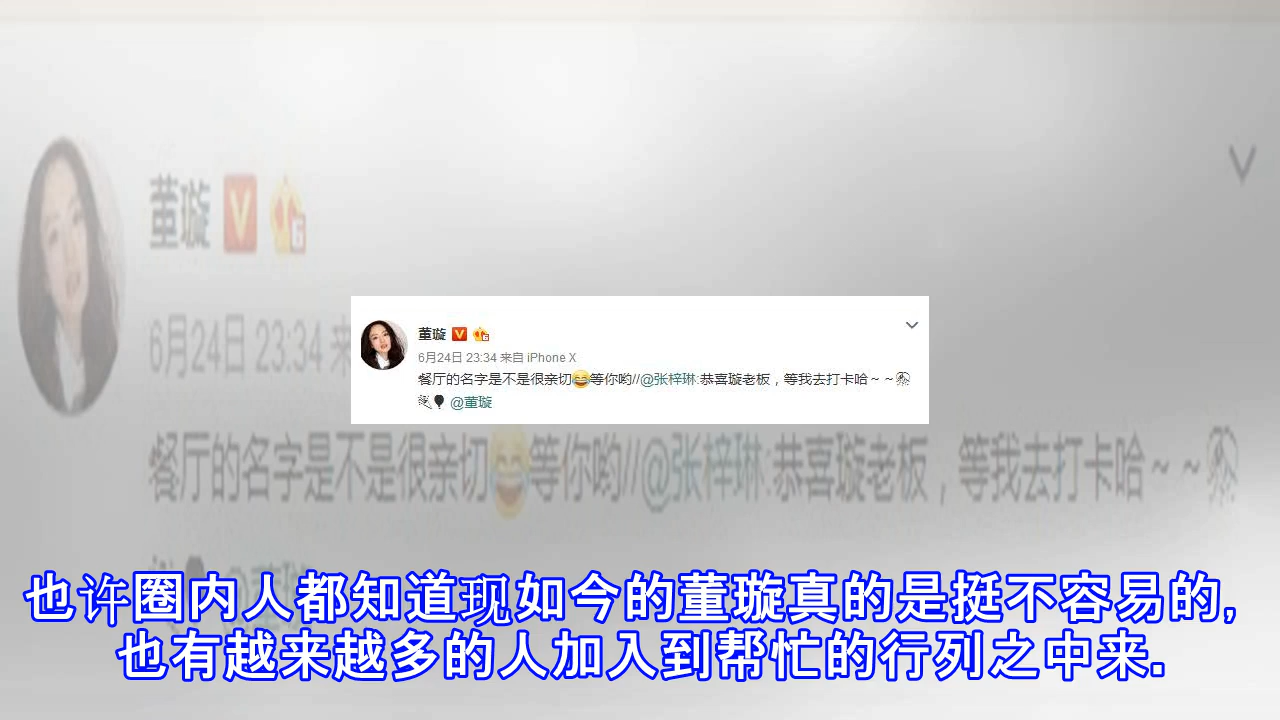 董璇
6月24日 23:34 来
董璇
6月24日 23:34 来自 iPhone X
餐厅的名字是不是很亲切😂等你哟//@张梓琳:恭喜璇老板，等我去打卡哈～～
@董璇
餐厅的名字是不是很亲切😂等你哟//@张梓琳:恭喜璇老板，等我去打卡哈～～
也许圈内人都知道现如今的董璇真的是挺不容易的,
也有越来越多的人加入到帮忙的行列之中来.